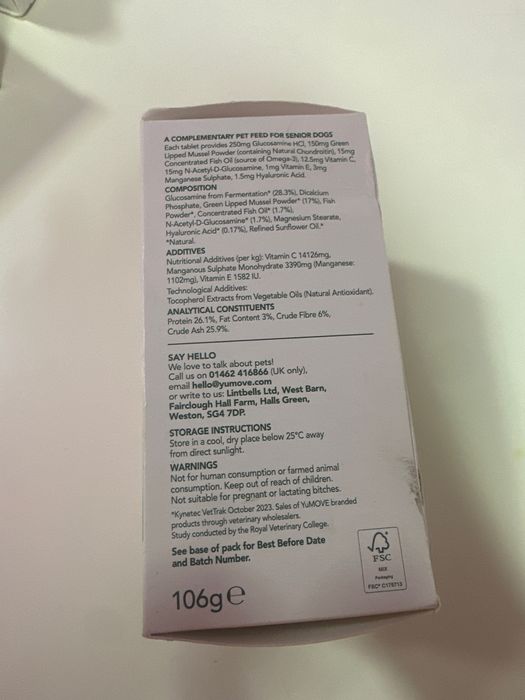 A COMPLEMENTARY PET FEED FOR SENIOR DOGS
Each tablet provides 250mg Glucosamine HCl, 150mg Green
Lipped Mussel Powder (containing Natural Chondroitin), 15mg
Concentrated Fish Oil (source of Omega-3), 12.5mg Vitamin C,
15mg N-Acetyl-D-Glucosamine, 1mg Vitamin E, 3mg
Manganese Sulphate, 1.5mg Hyaluronic Acid.
COMPOSITION
Glucosamine from Fermentation* (28.3%), Dicalcium
Phosphate, Green Lipped Mussel Powder* (17%), Fish
Powder*, Concentrated Fish Oil* (1.7%),
N-Acetyl-D-Glucosamine* (1.7%), Magnesium Stearate,
Hyaluronic Acid* (0.17%), Refined Sunflower Oil.*
*Natural.
ADDITIVES
Nutritional Additives (per kg): Vitamin C 14126mg,
Manganous Sulphate Monohydrate 3390mg (Manganese:
1102mg), Vitamin E 1582 IU.
Technological Additives:
Tocopherol Extracts from Vegetable Oils (Natural Antioxidant).
ANALYTICAL CONSTITUENTS
Protein 26.1%, Fat Content 3%, Crude Fibre 6%,
Crude Ash 25.9%.
SAY HELLO
We love to talk about pets!
Call us on 01462 416866 (UK only),
email hello@yumove.com
or write to us: Lintbells Ltd, West Barn,
Fairclough Hall Farm, Halls Green,
Weston, SG4 7DP.
STORAGE INSTRUCTIONS
Store in a cool, dry place below 25°C away
from direct sunlight.
WARNINGS
Not for human consumption or farmed animal
consumption. Keep out of reach of children.
Not suitable for pregnant or lactating bitches.
*Kynetec VetTrak October 2023. Sales of YuMOVE branded
products through veterinary wholesalers.
Study conducted by the Royal Veterinary College.
See base of pack for Best Before Date
and Batch Number.
106g e
FSC
MIX
Packaging
FSC® C178713